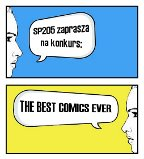 SP205 zaprasza
na konkurs:
THE BEST COMICS EVER